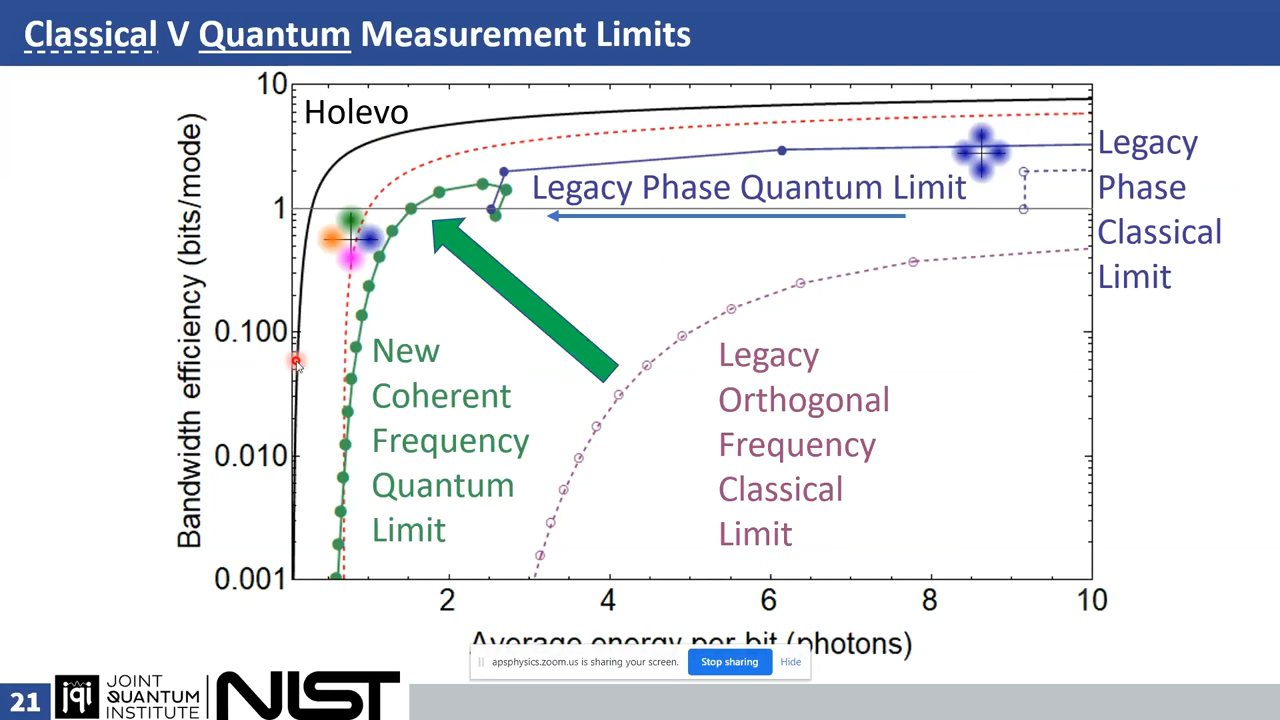 Classical V Quantum Measurement Limits
10
1
0.100
0.010
0.001
Bandwidth efficiency (bits/mode)
Holevo
Legacy Phase Quantum Limit
Legacy
Phase
Classical
Limit
New
Coherent
Frequency
Quantum
Limit
Legacy
Orthogonal
Frequency
Classical
Limit
2 4 6 8 10
Average energy per bit (photons)
apsphysics.zoom.us is sharing your screen. Stop sharing Hide
21
jqi
JOINT
QUANTUM
INSTITUTE
NIST